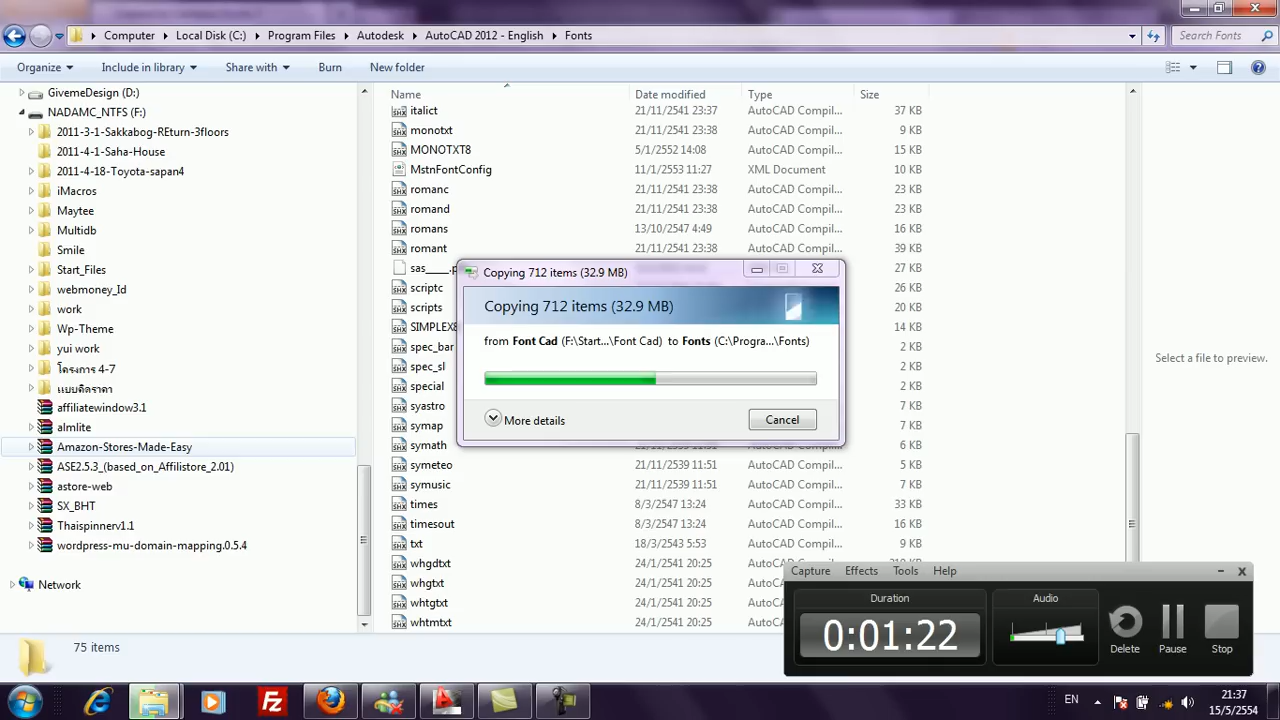 Computer Local Disk (C:) Program Files Autodesk AutoCAD 2012 - English Fonts
Search Fonts
Organize Include in library Share with Burn New folder
GivemeDesign (D:)
NADAMC_NTFS (F:)
2011-3-1-Sakkabog-REturn-3floors
2011-4-1-Saha-House
2011-4-18-Toyota-sapan4
iMacros
Maytee
Multidb
Smile
Start_Files
webmoney_Id
work
Wp-Theme
yui work
โครงการ 4-7
แบบคิดราคา
affiliatewindow3.1
almlite
Amazon-Stores-Made-Easy
ASE2.5.3_(based_on_Affilistore_2.01)
astore-web
SX_BHT
Thaispinnerv1.1
wordpress-mu-domain-mapping.0.5.4
Network
Name Date modified Type Size
italict 21/11/2541 23:37 AutoCAD Compil... 37 KB
monotxt 21/11/2541 23:38 AutoCAD Compil... 9 KB
MONOTXT8 5/1/2552 14:08 AutoCAD Compil... 15 KB
MstnFontConfig 11/1/2553 11:27 XML Document 10 KB
romanc 21/11/2541 23:38 AutoCAD Compil... 23 KB
romand 21/11/2541 23:38 AutoCAD Compil... 23 KB
romans 13/10/2547 4:49 AutoCAD Compil... 16 KB
romant 21/11/2541 23:38 AutoCAD Compil... 39 KB
sas____.p 27 KB
scriptc 26 KB
scripts 20 KB
SIMPLEX8 14 KB
spec_bar 2 KB
spec_sl 2 KB
special 2 KB
syastro 7 KB
symap 7 KB
symath 21/11/2539 11:51 AutoCAD Compil... 6 KB
symeteo 21/11/2539 11:51 AutoCAD Compil... 5 KB
symusic 21/11/2539 11:51 AutoCAD Compil... 7 KB
times 8/3/2547 13:24 AutoCAD Compil... 33 KB
timesout 8/3/2547 13:24 AutoCAD Compil... 16 KB
txt 18/3/2543 5:53 AutoCAD Compil... 9 KB
whgdtxt 24/1/2541 20:25 AutoCAD Compil...
whgtxt 24/1/2541 20:25
whtgtxt 24/1/2541 20:25
whtmtxt 24/1/2541 20:25
Select a file to preview.
Copying 712 items (32.9 MB)
Copying 712 items (32.9 MB)
from Font Cad (F:\Start...\Font Cad) to Fonts (C:\Progra...\Fonts)
More details
Cancel
Capture Effects Tools Help
Duration
0:01:22
Audio
Delete Pause Stop
75 items
EN
21:37
15/5/2554